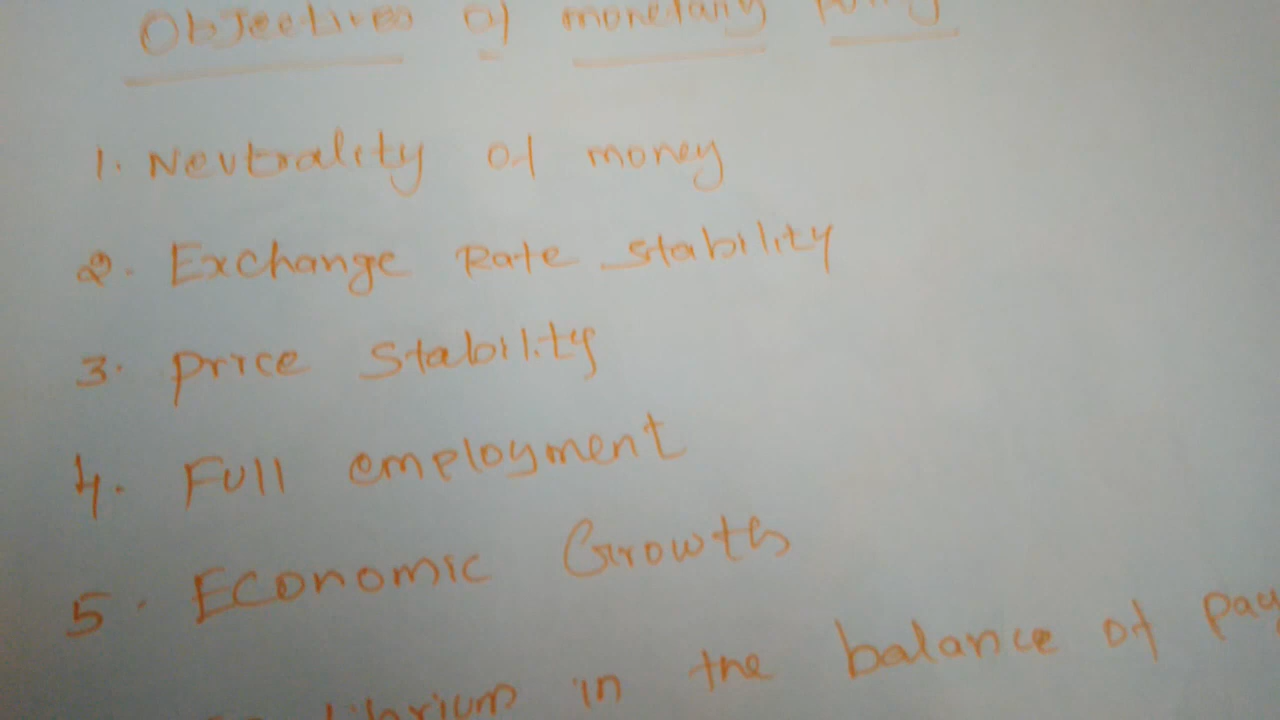 Objectives of monetary policy
1. Neutrality of money
2. Exchange Rate stability
3. Price Stability
4. Full employment
5. Economic Growth
in the balance of